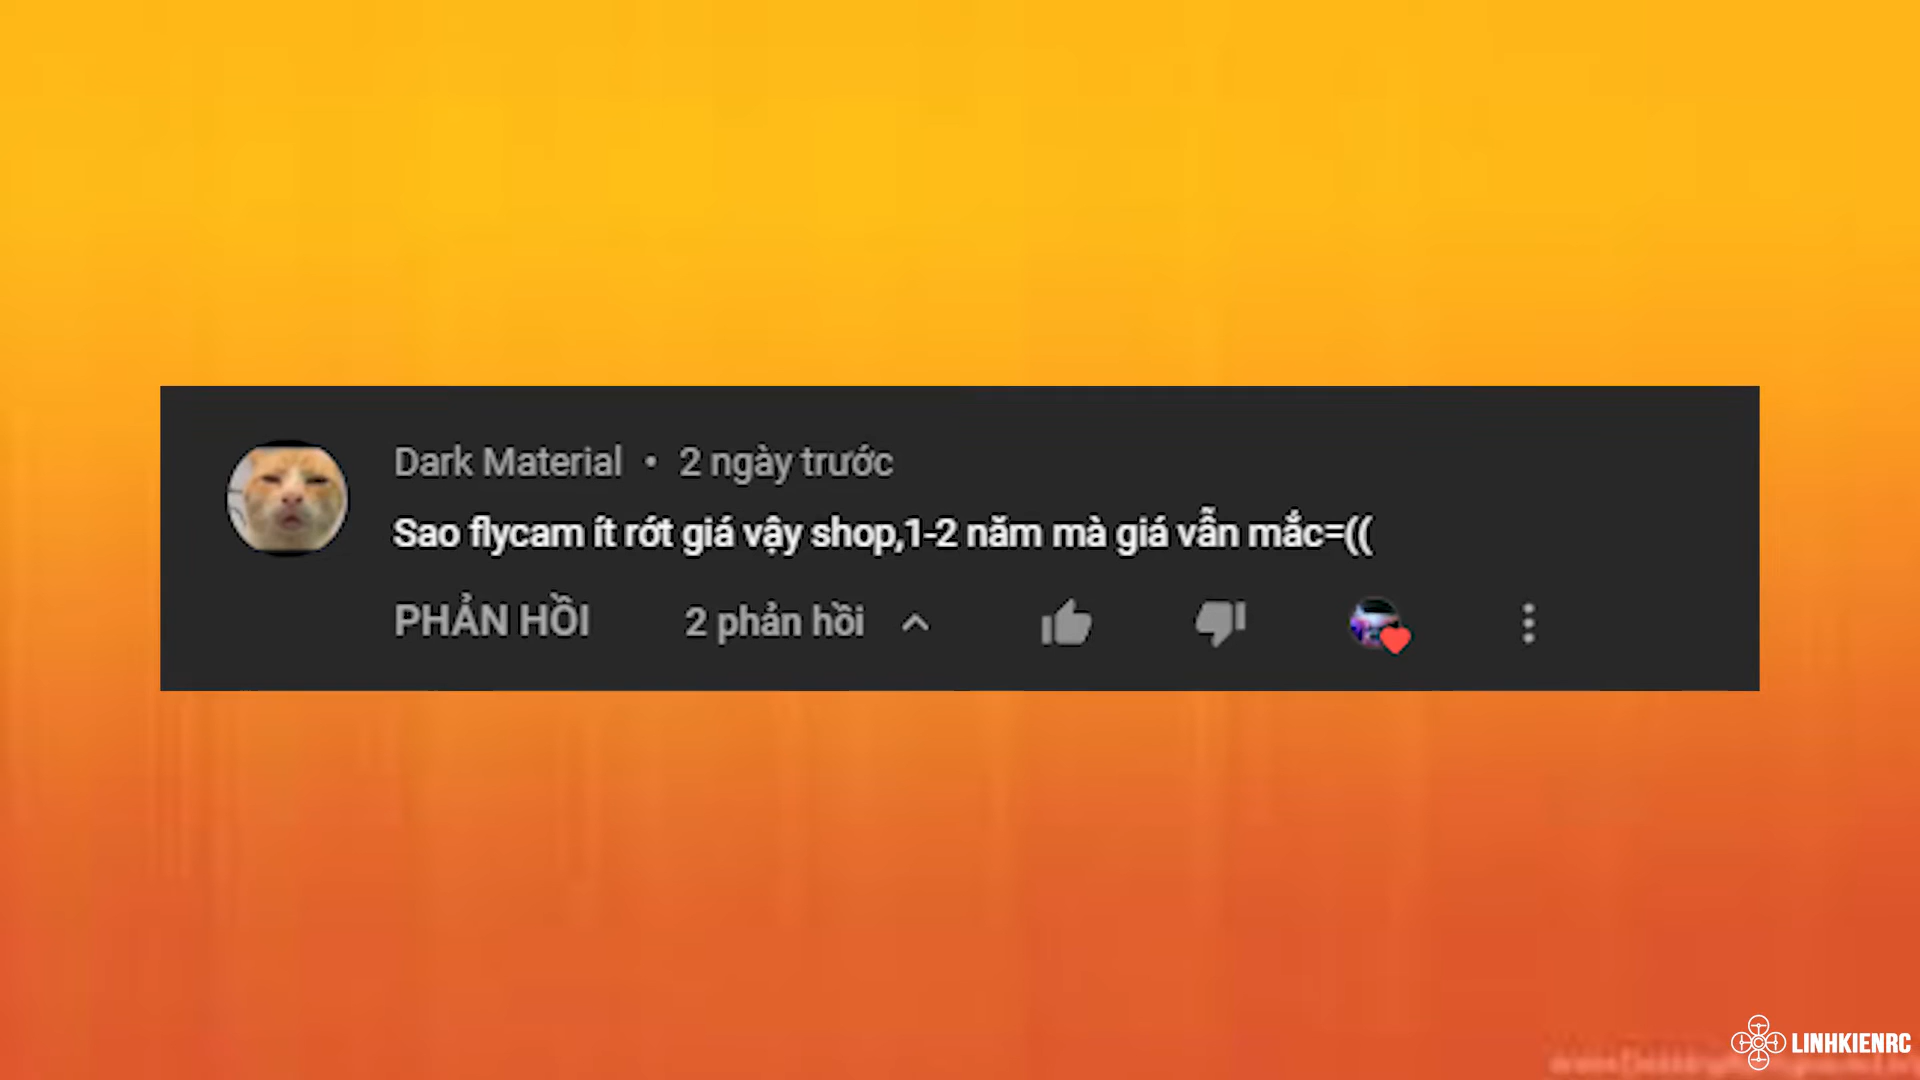 Dark Material • 2 ngày trước
Sao flycam ít rớt giá vậy shop,1-2 năm mà giá vẫn mắc=((
PHẢN HỒI 2 phản hồi
LINHKIENRC